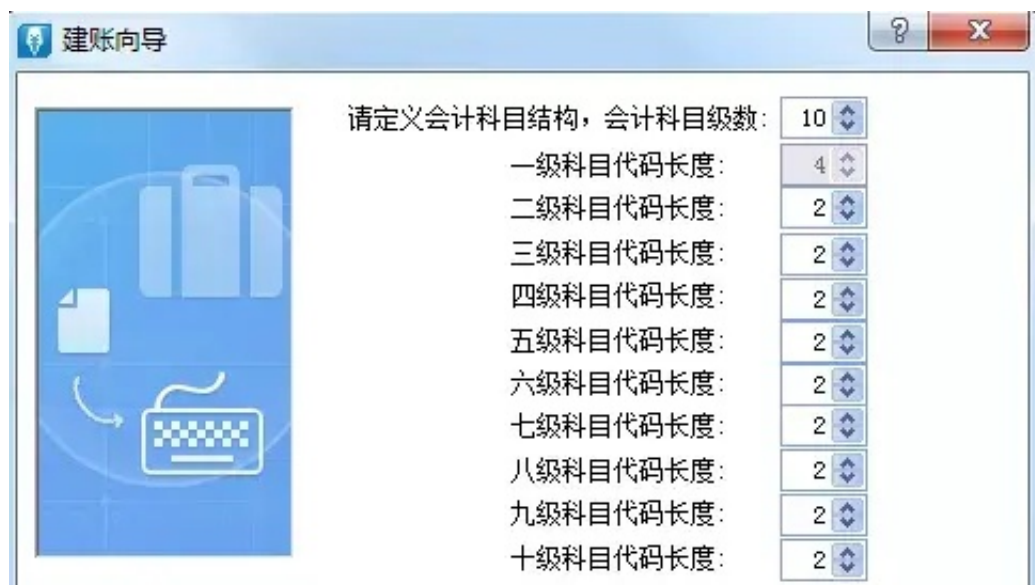 建账向导
请定义会计科目结构，会计科目级数： 10
一级科目代码长度： 4
二级科目代码长度： 2
三级科目代码长度： 2
四级科目代码长度： 2
五级科目代码长度： 2
六级科目代码长度： 2
七级科目代码长度： 2
八级科目代码长度： 2
九级科目代码长度： 2
十级科目代码长度： 2